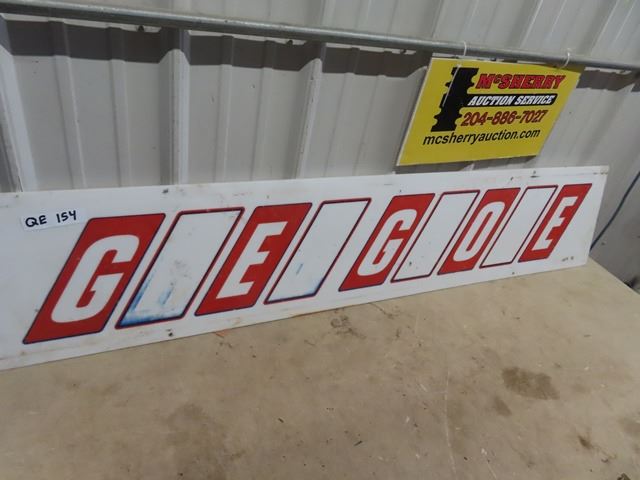 McSHERRY
AUCTION SERVICE
204-886-7027
mcsherryauction.com
QE 154
G E G O E